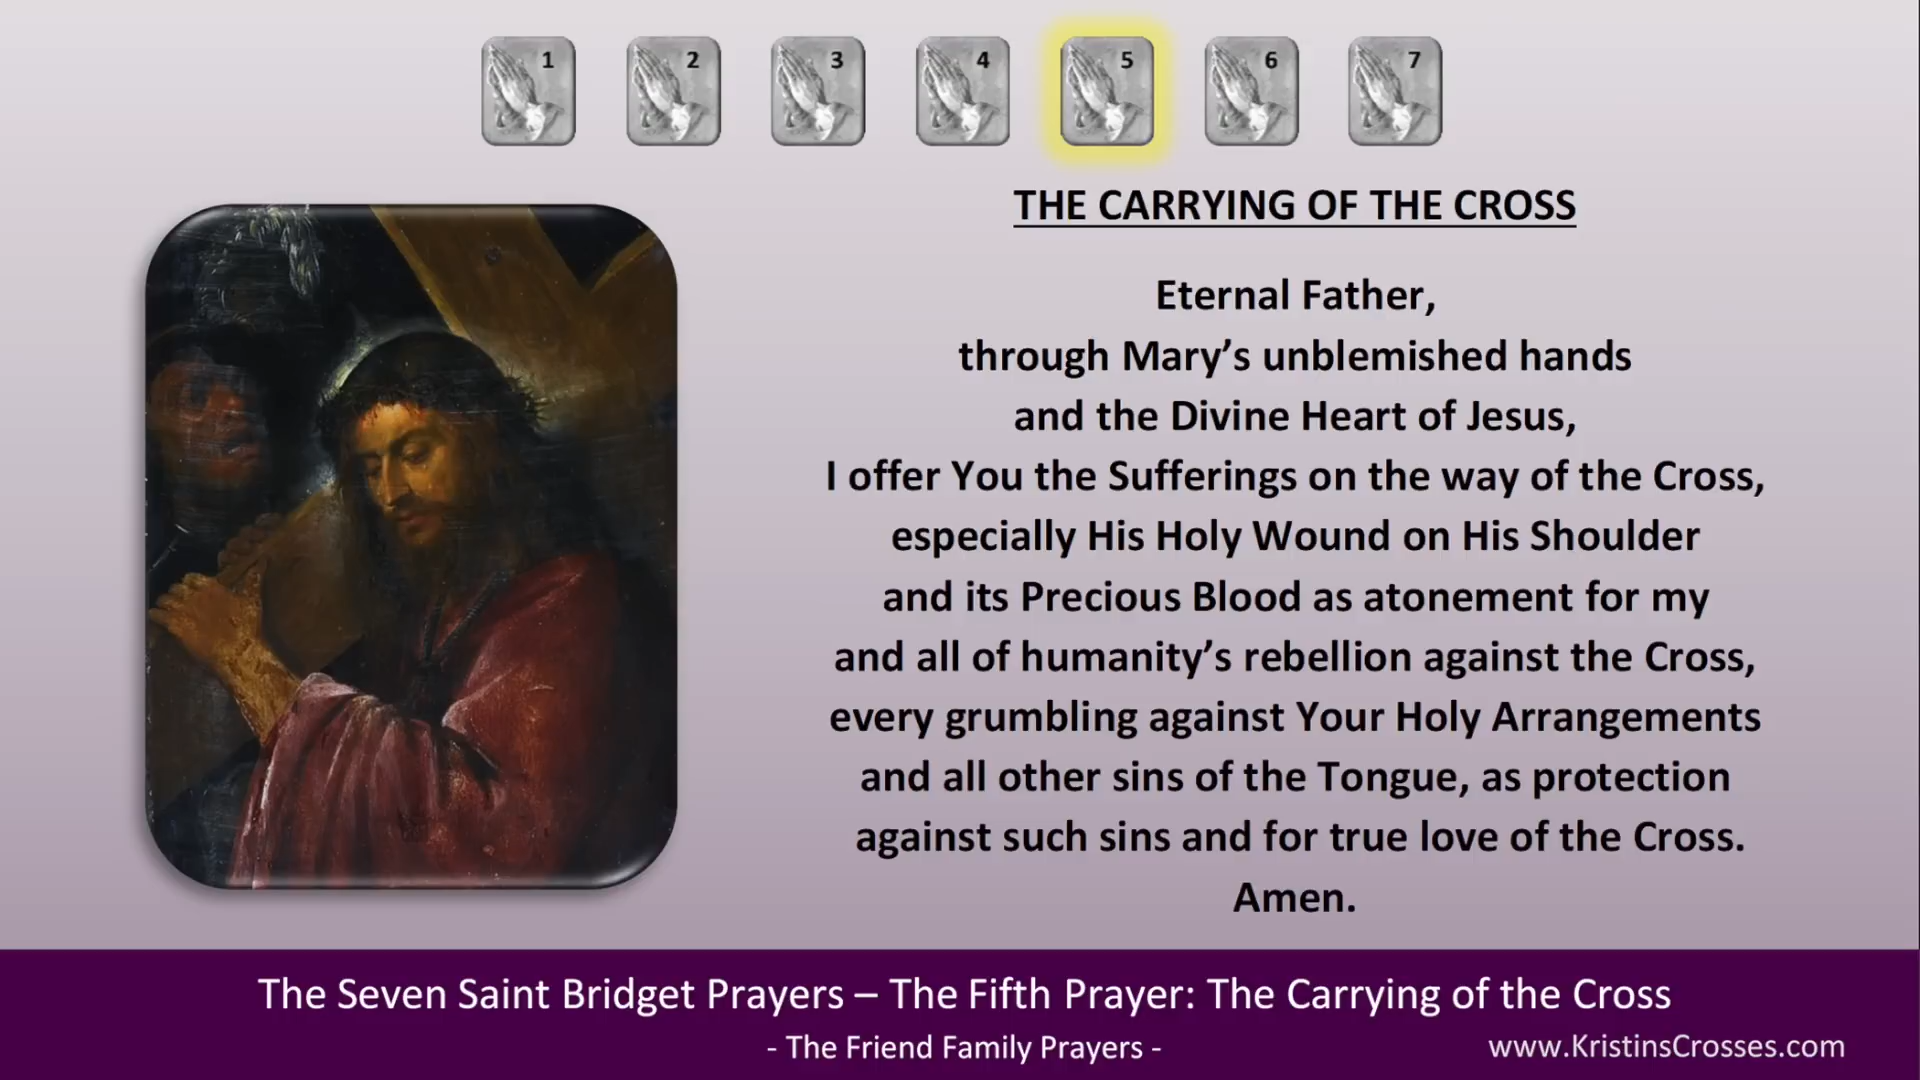 1 2 3 4 5 6 7
THE CARRYING OF THE CROSS
Eternal Father,
through Mary’s unblemished hands
and the Divine Heart of Jesus,
I offer You the Sufferings on the way of the Cross,
especially His Holy Wound on His Shoulder
and its Precious Blood as atonement for my
and all of humanity’s rebellion against the Cross,
every grumbling against Your Holy Arrangements
and all other sins of the Tongue, as protection
against such sins and for true love of the Cross.
Amen.
The Seven Saint Bridget Prayers – The Fifth Prayer: The Carrying of the Cross
- The Friend Family Prayers -
www.KristinsCrosses.com